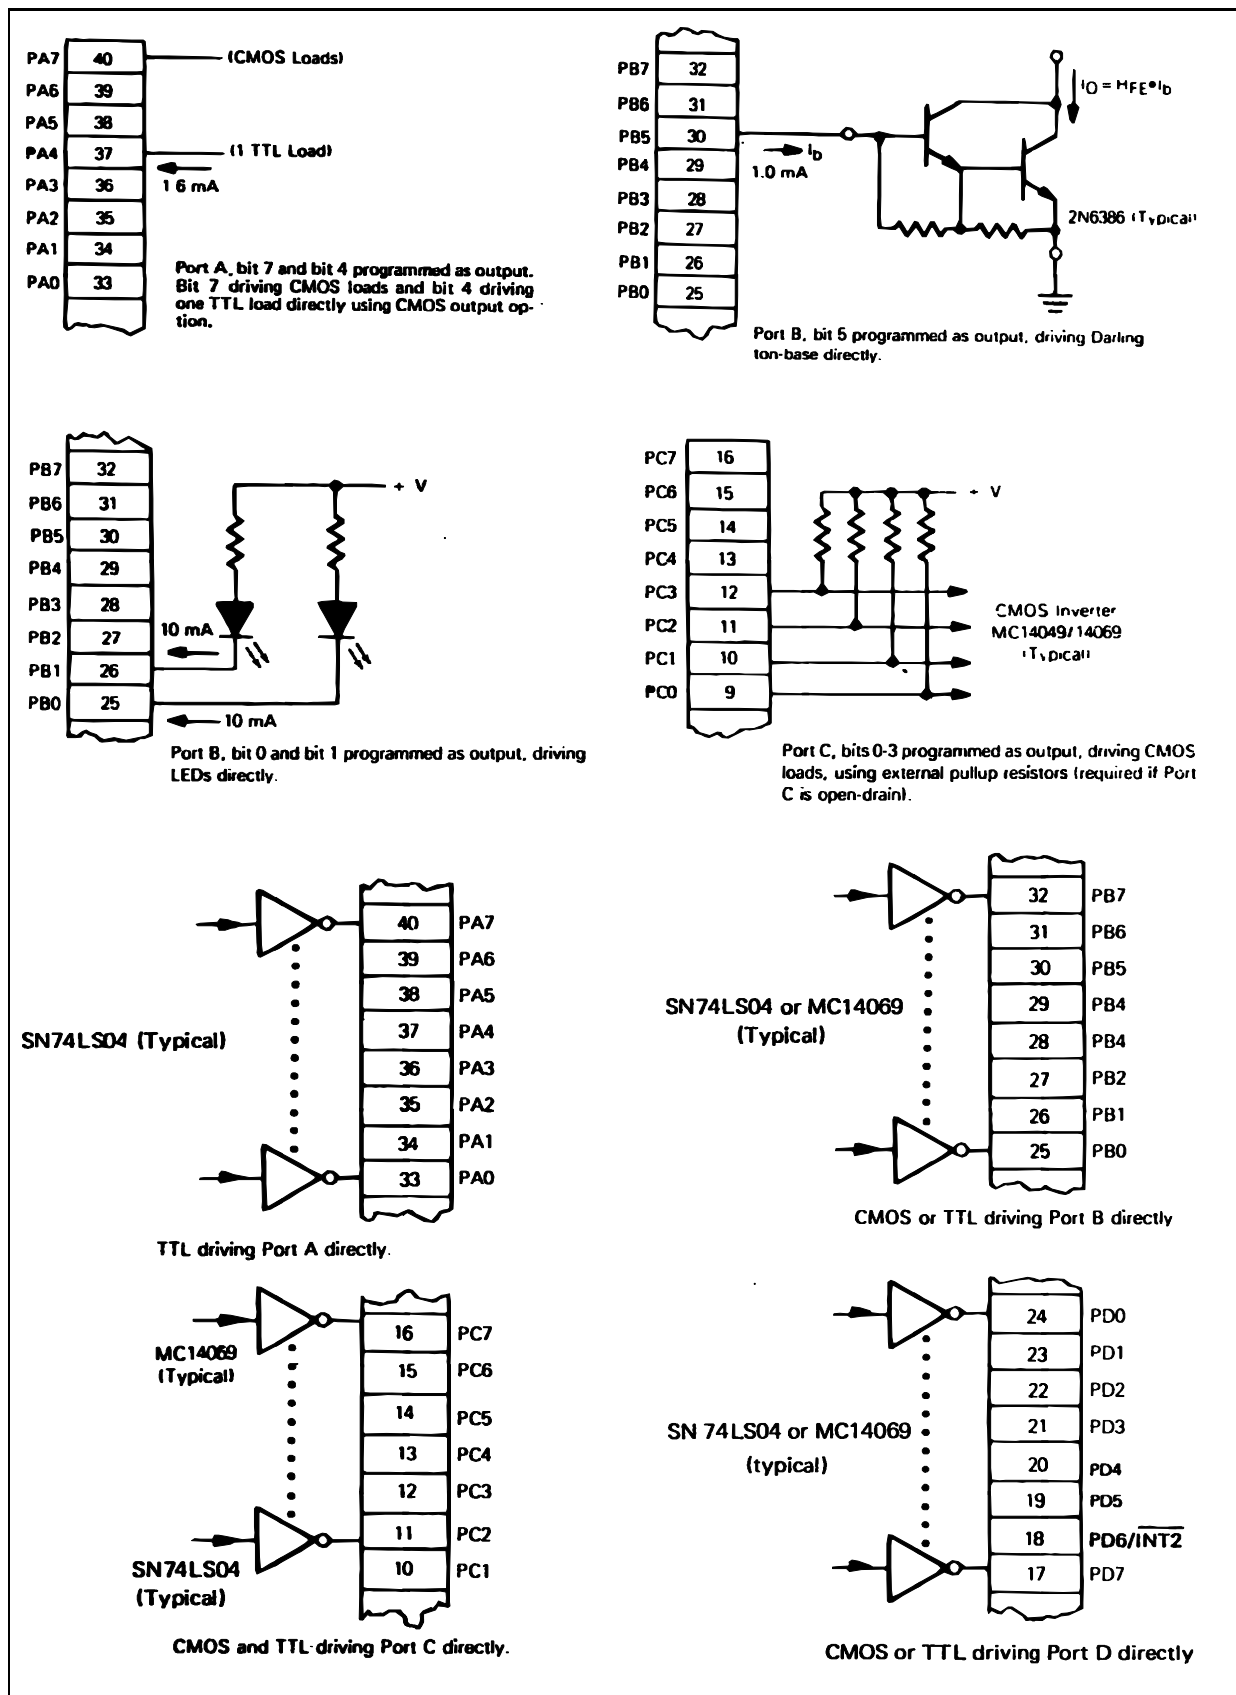 PA7 40 (CMOS Loads)
PA6 39
PA5 38
PA4 37 (1 TTL Load)
1 6 mA
PA3 36
PA2 35
PA1 34
PA0 33
Port A, bit 7 and bit 4 programmed as output.
Bit 7 driving CMOS loads and bit 4 driving
one TTL load directly using CMOS output op-
tion.
PB7 32
PB6 31
PB5 30
PB4 29
PB3 28
PB2 27
PB1 26
PB0 25
Ib
1.0 mA
IO = HFE•Ib
2N6386 (Typical)
Port B, bit 5 programmed as output, driving Darling
ton-base directly.
PB7 32
PB6 31
PB5 30
PB4 29
PB3 28
PB2 27
PB1 26
PB0 25
+ V
10 mA
10 mA
Port B, bit 0 and bit 1 programmed as output, driving
LEDs directly.
PC7 16
PC6 15
PC5 14
PC4 13
PC3 12
PC2 11
PC1 10
PC0 9
+ V
CMOS Inverter
MC14049/14069
(Typical)
Port C, bits 0-3 programmed as output, driving CMOS
loads, using external pullup resistors (required if Port
C is open-drain).
40 PA7
39 PA6
38 PA5
37 PA4
36 PA3
35 PA2
34 PA1
33 PA0
SN74LS04 (Typical)
TTL driving Port A directly.
32 PB7
31 PB6
30 PB5
29 PB4
28 PB4
27 PB2
26 PB1
25 PB0
SN74LS04 or MC14069
(Typical)
CMOS or TTL driving Port B directly
16 PC7
15 PC6
14 PC5
13 PC4
12 PC3
11 PC2
10 PC1
MC14069
(Typical)
SN74LS04
(Typical)
CMOS and TTL driving Port C directly.
24 PD0
23 PD1
22 PD2
21 PD3
20 PD4
19 PD5
18 PD6/INT2
17 PD7
SN 74LS04 or MC14069
(typical)
CMOS or TTL driving Port D directly